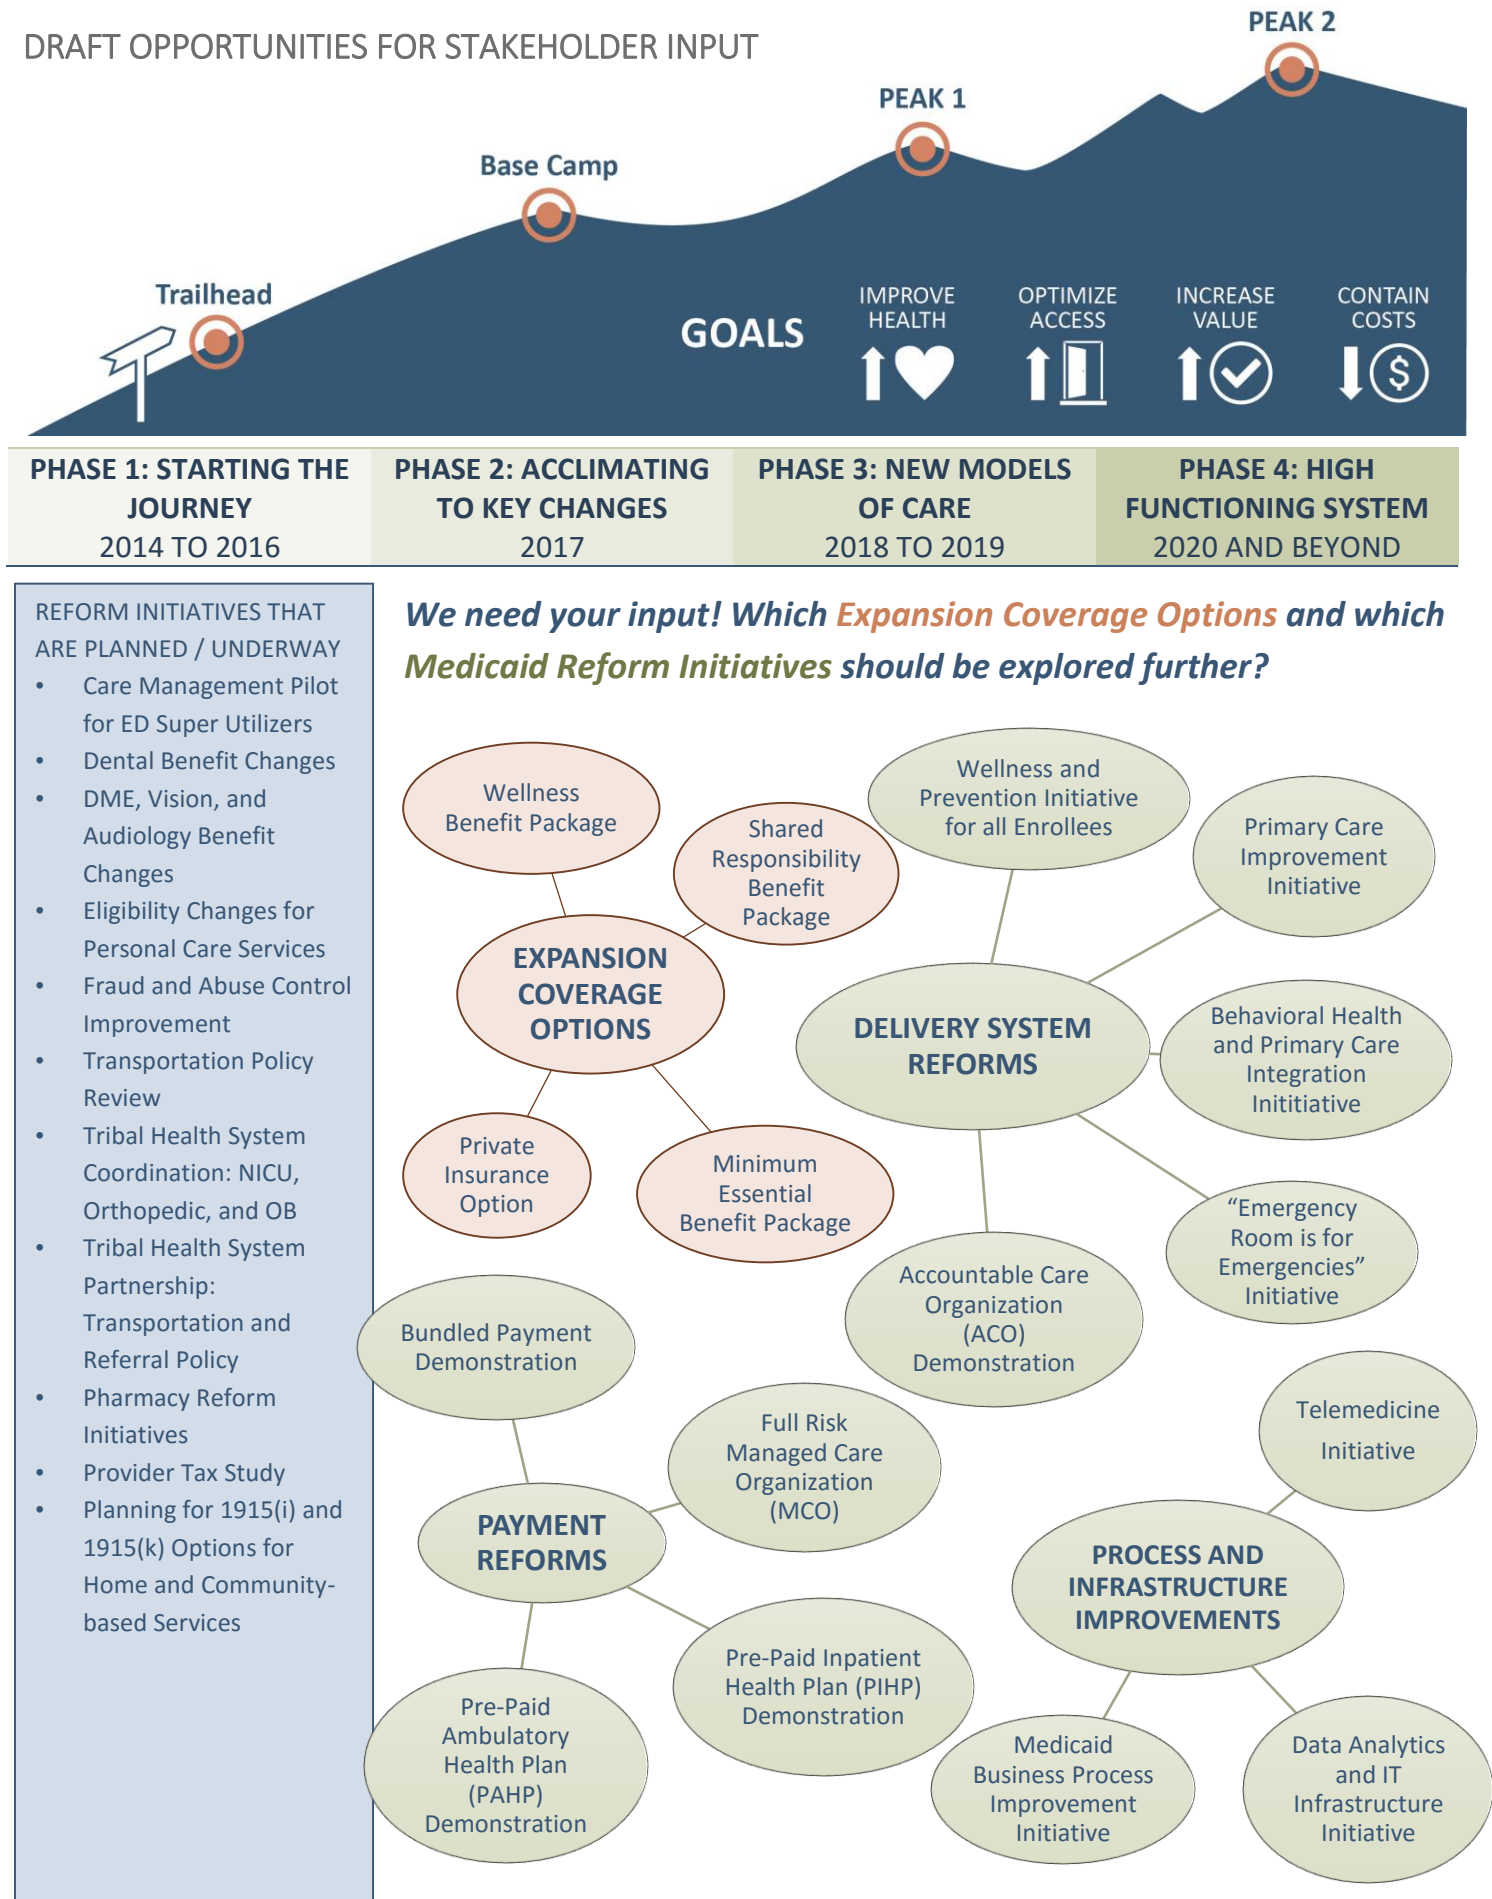 DRAFT OPPORTUNITIES FOR STAKEHOLDER INPUT
PEAK 2
PEAK 1
Base Camp
Trailhead
GOALS
IMPROVE
HEALTH
OPTIMIZE
ACCESS
INCREASE
VALUE
CONTAIN
COSTS
$
PHASE 1: STARTING THE
JOURNEY
2014 TO 2016
PHASE 2: ACCLIMATING
TO KEY CHANGES
2017
PHASE 3: NEW MODELS
OF CARE
2018 TO 2019
PHASE 4: HIGH
FUNCTIONING SYSTEM
2020 AND BEYOND
REFORM INITIATIVES THAT
ARE PLANNED / UNDERWAY
• Care Management Pilot
for ED Super Utilizers
• Dental Benefit Changes
• DME, Vision, and
Audiology Benefit
Changes
• Eligibility Changes for
Personal Care Services
• Fraud and Abuse Control
Improvement
• Transportation Policy
Review
• Tribal Health System
Coordination: NICU,
Orthopedic, and OB
• Tribal Health System
Partnership:
Transportation and
Referral Policy
• Pharmacy Reform
Initiatives
• Provider Tax Study
• Planning for 1915(i) and
1915(k) Options for
Home and Community-
based Services
We need your input! Which Expansion Coverage Options and which
Medicaid Reform Initiatives should be explored further?
Wellness
Benefit Package
Shared
Responsibility
Benefit
Package
EXPANSION
COVERAGE
OPTIONS
Private
Insurance
Option
Minimum
Essential
Benefit Package
Wellness and
Prevention Initiative
for all Enrollees
Primary Care
Improvement
Initiative
DELIVERY SYSTEM
REFORMS
Behavioral Health
and Primary Care
Integration
Inititiative
“Emergency
Room is for
Emergencies”
Initiative
Accountable Care
Organization
(ACO)
Demonstration
Bundled Payment
Demonstration
Full Risk
Managed Care
Organization
(MCO)
PAYMENT
REFORMS
Pre-Paid Inpatient
Health Plan (PIHP)
Demonstration
Pre-Paid
Ambulatory
Health Plan
(PAHP)
Demonstration
Telemedicine
Initiative
PROCESS AND
INFRASTRUCTURE
IMPROVEMENTS
Medicaid
Business Process
Improvement
Initiative
Data Analytics
and IT
Infrastructure
Initiative